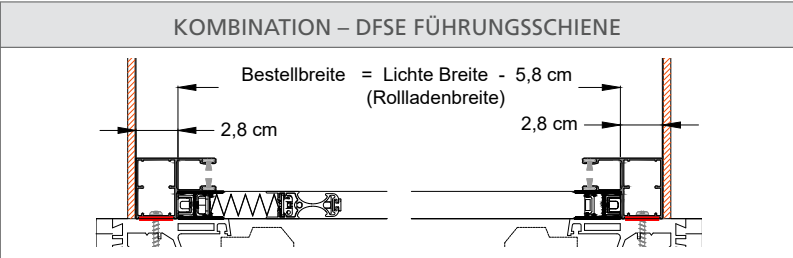 KOMBINATION – DFSE FÜHRUNGSSCHIENE
Bestellbreite = Lichte Breite - 5,8 cm
(Rollladenbreite)
2,8 cm
2,8 cm